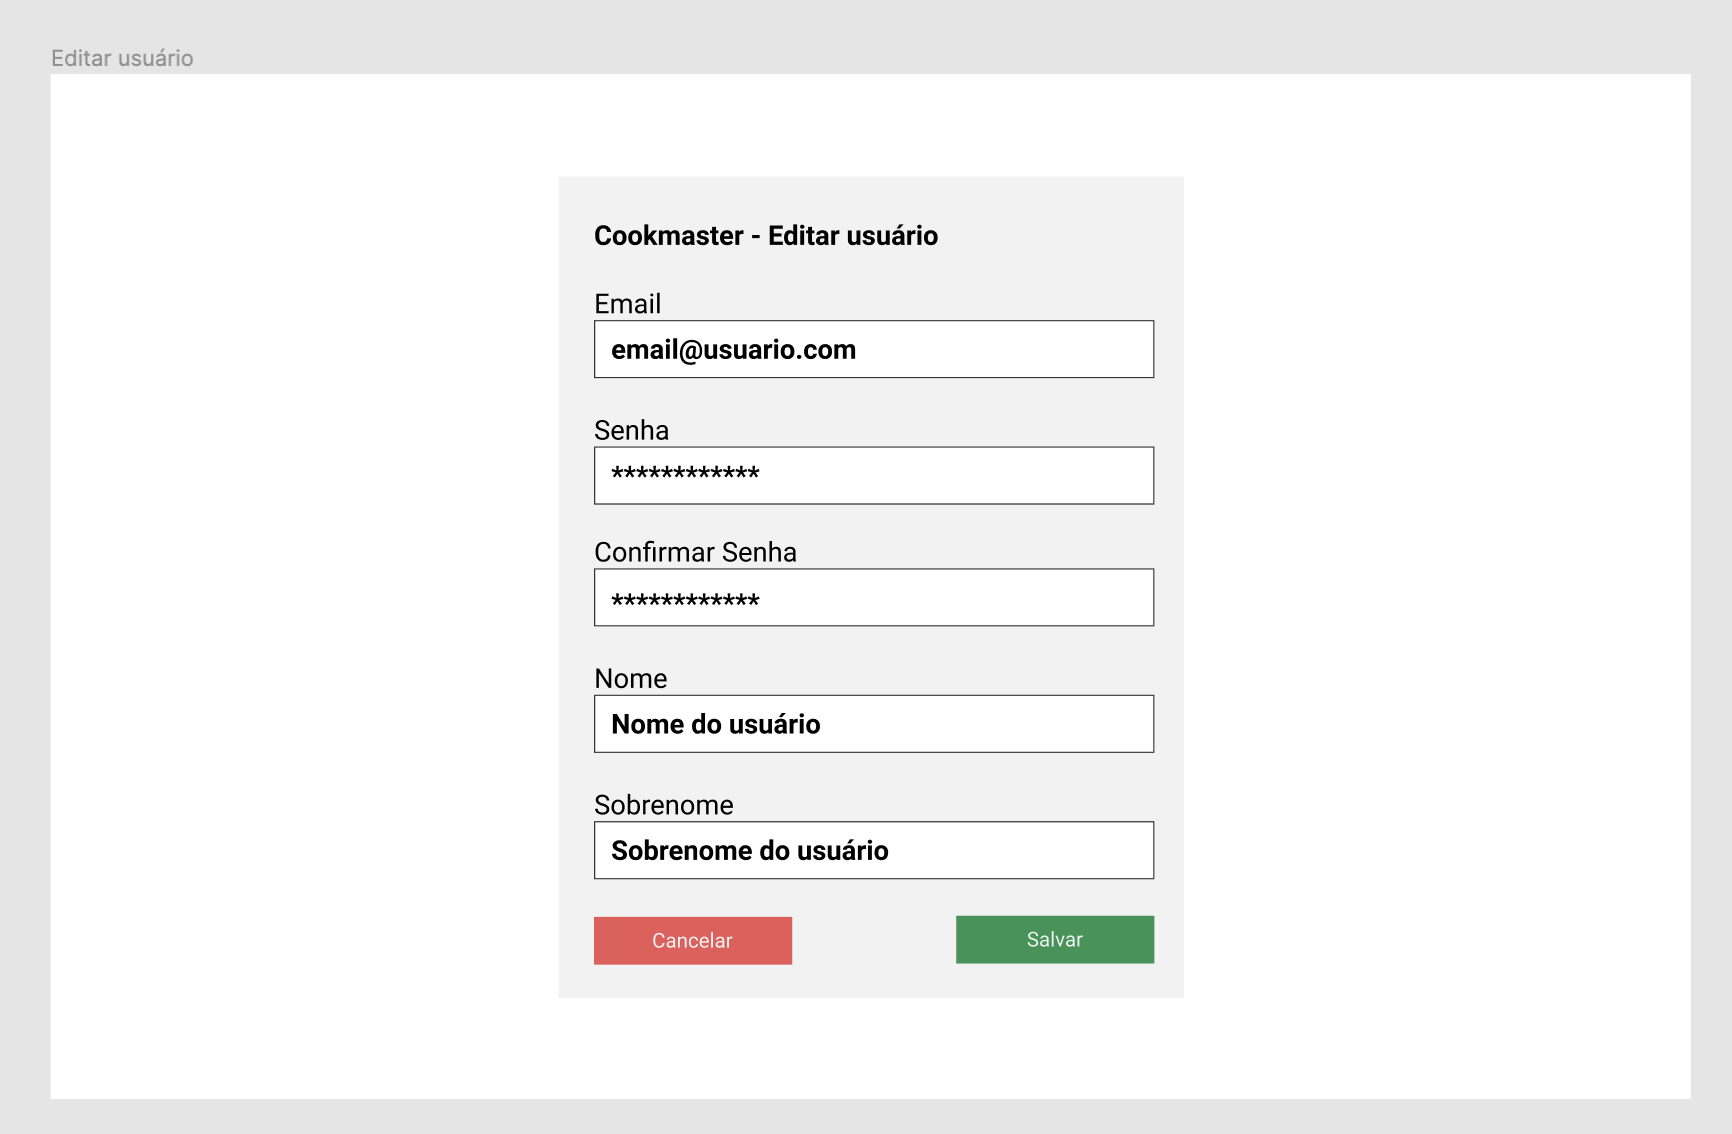 Editar usuário
Cookmaster - Editar usuário
Email
email@usuario.com
Senha
************
Confirmar Senha
************
Nome
Nome do usuário
Sobrenome
Sobrenome do usuário
Cancelar Salvar